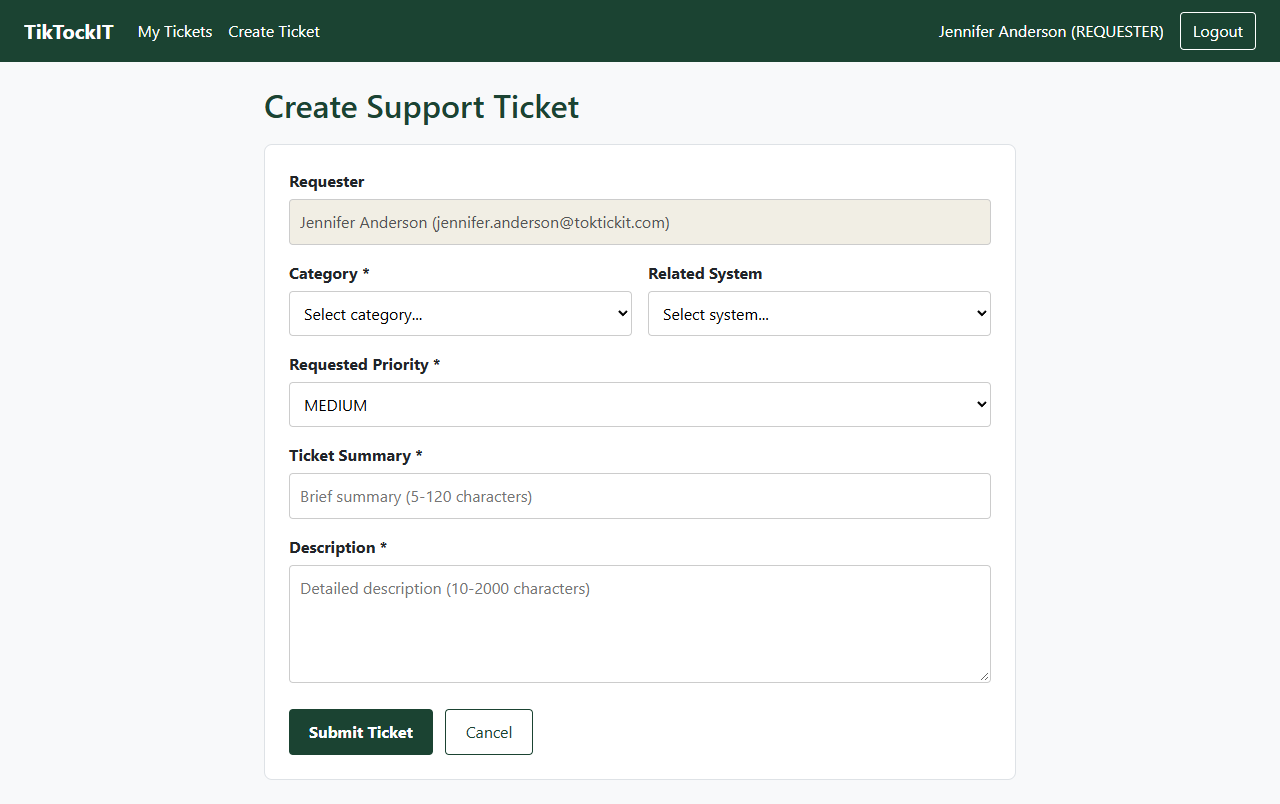 TikTockIT My Tickets Create Ticket Jennifer Anderson (REQUESTER) Logout
Create Support Ticket
Requester
Jennifer Anderson (jennifer.anderson@toktickit.com)
Category * Related System
Select category... Select system...
Requested Priority *
MEDIUM
Ticket Summary *
Brief summary (5-120 characters)
Description *
Detailed description (10-2000 characters)
Submit Ticket Cancel